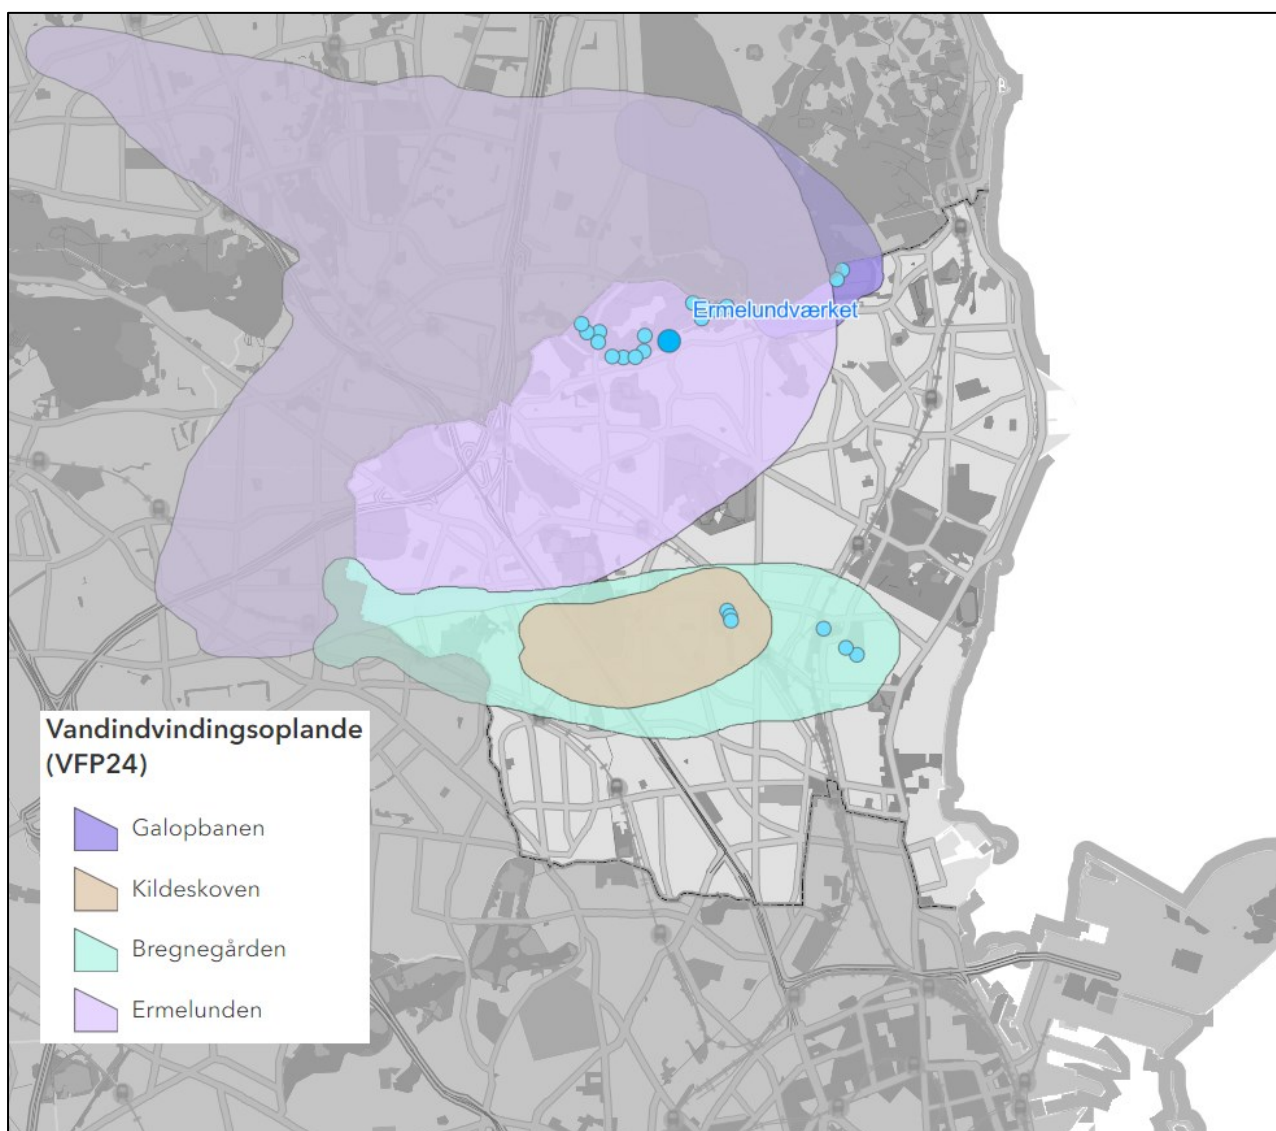 Ermelundværket
Vandindvindingsoplande
(VFP24)
Galopbanen
Kildeskoven
Bregnegården
Ermelunden